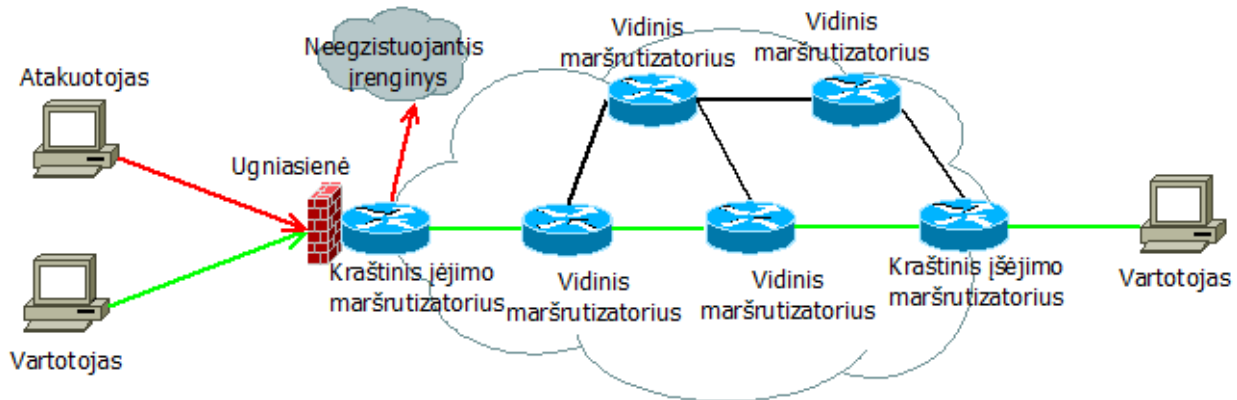 Neegzistuojantis
įrenginys
Vidinis
maršrutizatorius
Vidinis
maršrutizatorius
Atakuotojas
Ugniasienė
Kraštinis įėjimo
maršrutizatorius
Vidinis
maršrutizatorius
Vidinis
maršrutizatorius
Kraštinis įšėjimo
maršrutizatorius
Vartotojas
Vartotojas